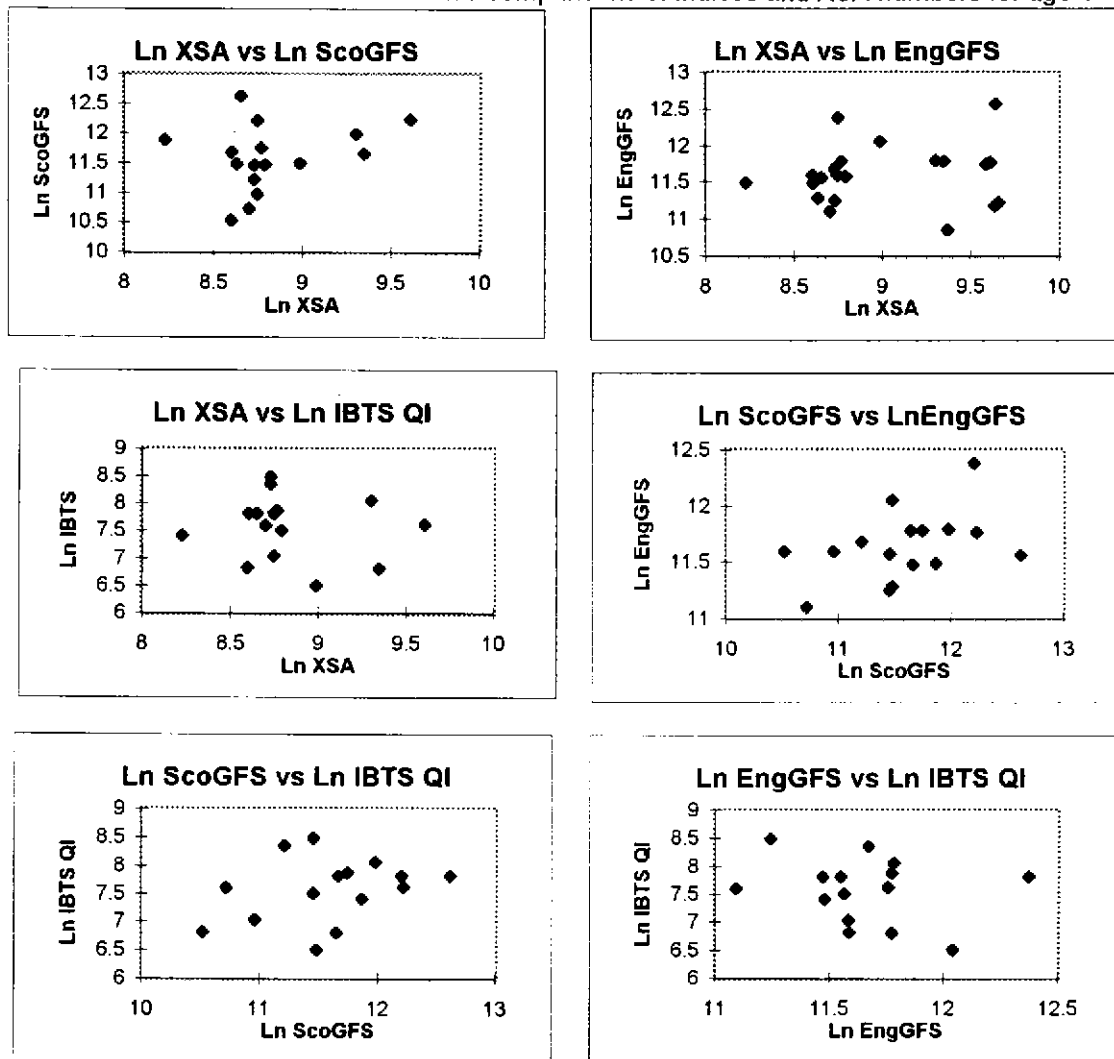 of indices and numbers for age
Ln XSA vs Ln ScoGFS
Ln ScoGFS
13
12.5
12
11.5
11
10.5
10
8 8.5 9 9.5 10
Ln XSA
Ln XSA vs Ln EngGFS
Ln EngGFS
13
12.5
12
11.5
11
10.5
8 8.5 9 9.5 10
Ln XSA
Ln XSA vs Ln IBTS QI
Ln IBTS
9
8.5
8
7.5
7
6.5
6
8 8.5 9 9.5 10
Ln XSA
Ln ScoGFS vs LnEngGFS
Ln EngGFS
12.5
12
11.5
11
10 11 12 13
Ln ScoGFS
Ln ScoGFS vs Ln IBTS QI
Ln IBTS QI
9
8.5
8
7.5
7
6.5
6
10 11 12 13
Ln ScoGFS
Ln EngGFS vs Ln IBTS QI
Ln IBTS QI
9
8.5
8
7.5
7
6.5
6
11 11.5 12 12.5
Ln EngGFS